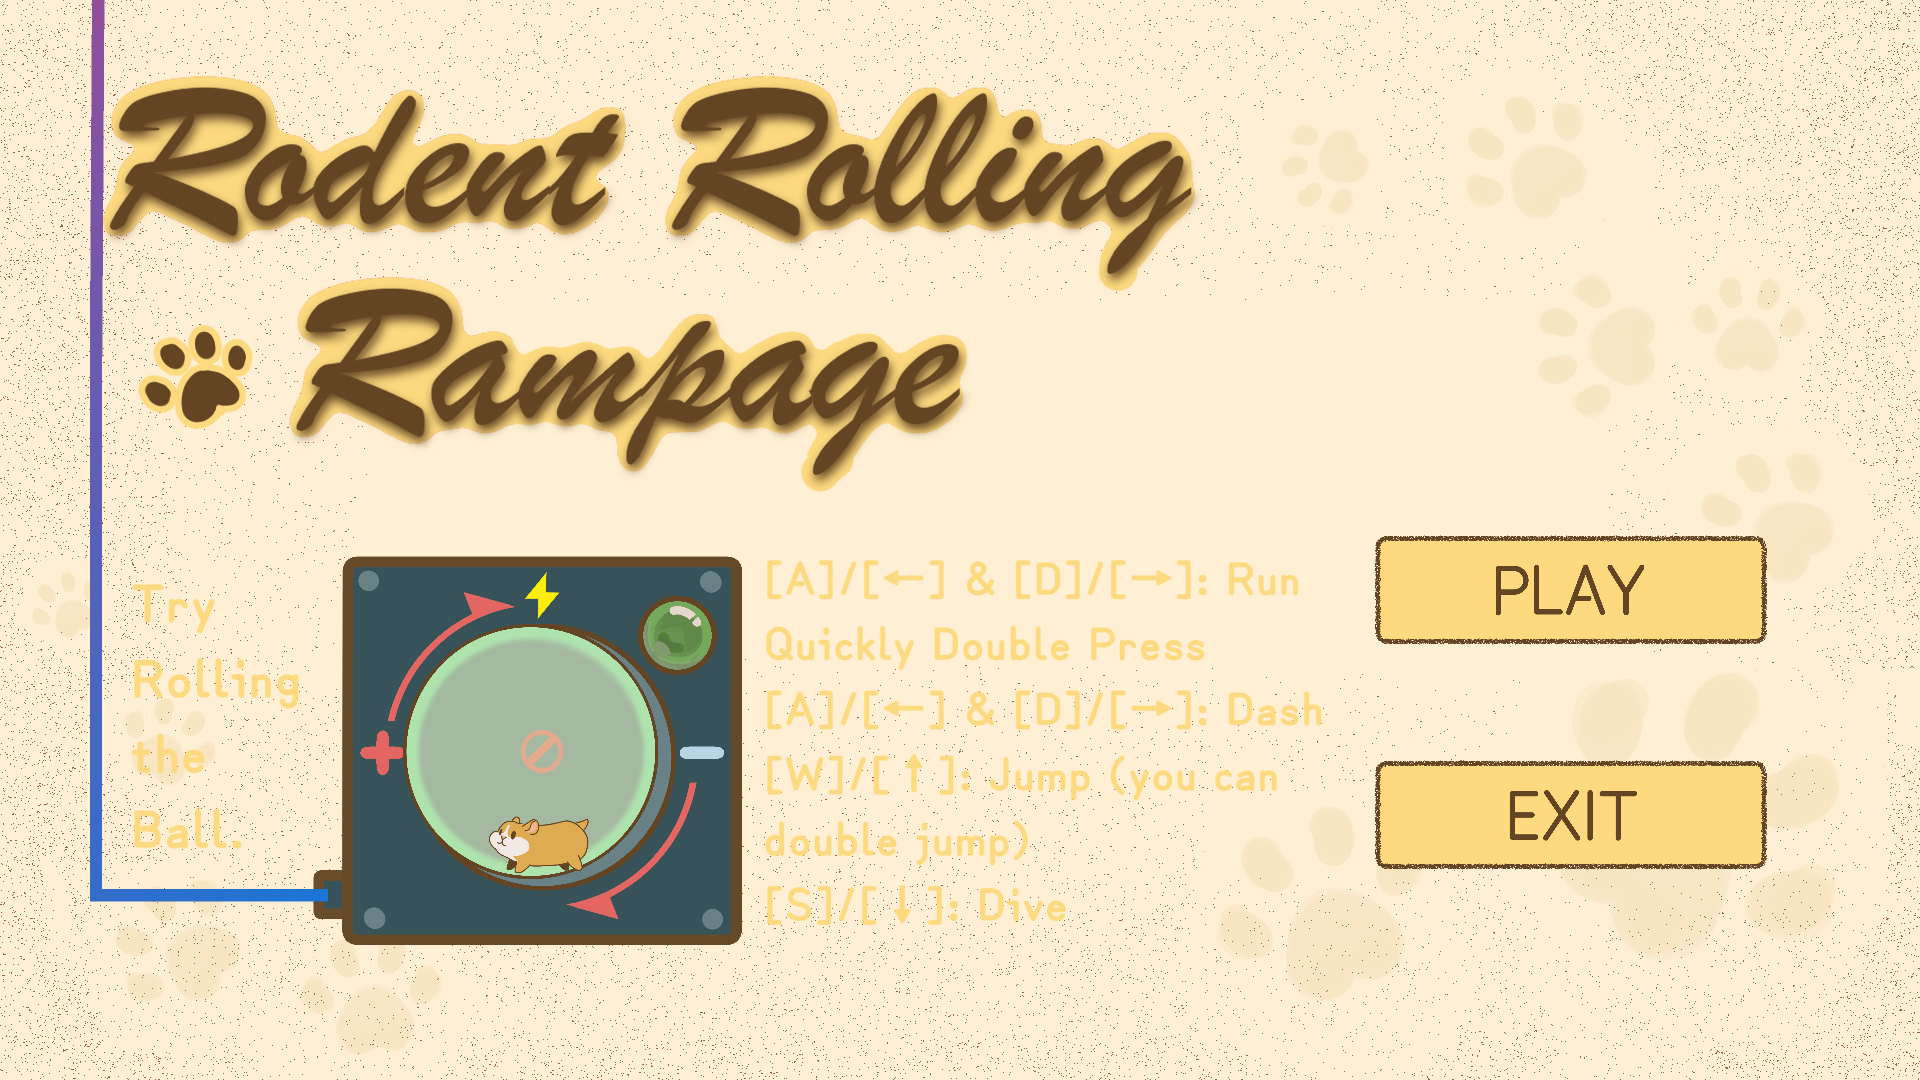 Rodent Rolling
Rampage
Try
Rolling
the
Ball.
[A]/[←] & [D]/[→]: Run
Quickly Double Press
[A]/[←] & [D]/[→]: Dash
[W]/[↑]: Jump (you can
double jump)
[S]/[↓]: Dive
PLAY
EXIT